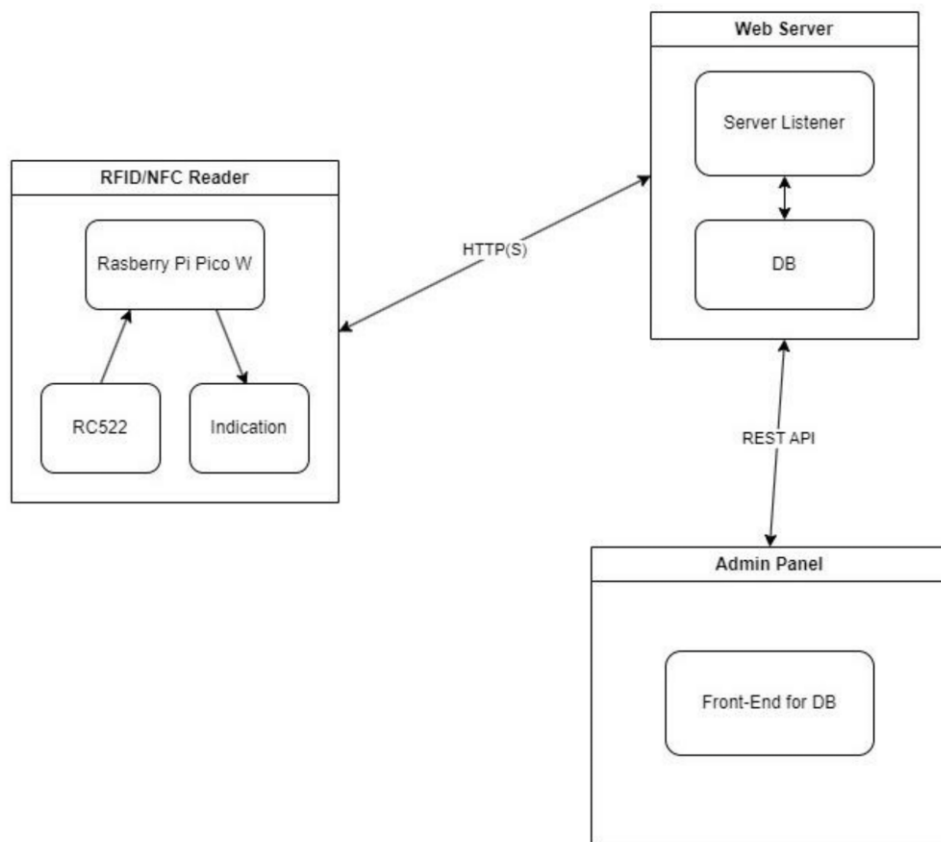 Web Server
Server Listener
DB
RFID/NFC Reader
Rasberry Pi Pico W
RC522
Indication
HTTP(S)
REST API
Admin Panel
Front-End for DB